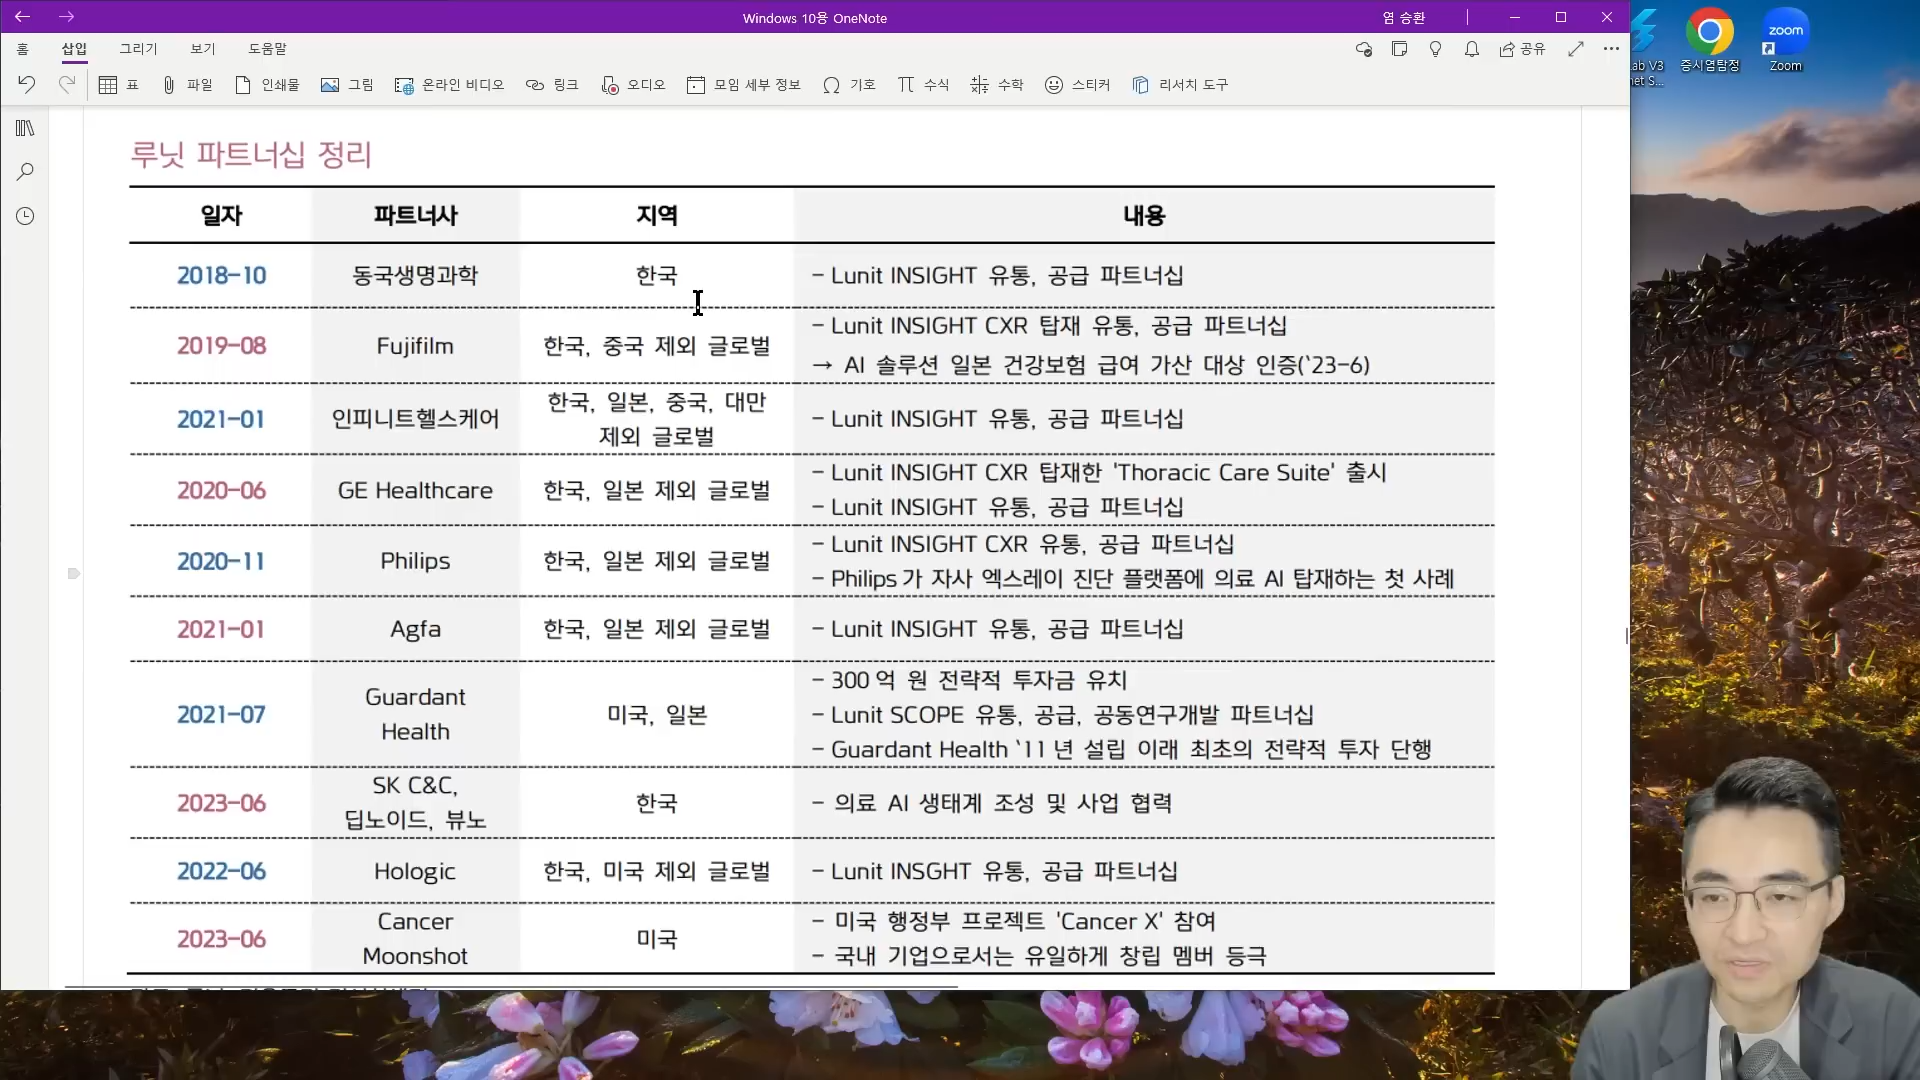 Windows 10용 OneNote
염 승환
홈 삽입 그리기 보기 도움말
공유
표 파일 인쇄물 그림 온라인 비디오 링크 오디오 모임 세부 정보 기호 수식 수학 스티커 리서치 도구
ab V3
net S...
증시염탐정
zoom
Zoom
루닛 파트너십 정리
일자 파트너사 지역 내용
2018-10 동국생명과학 한국 - Lunit INSIGHT 유통, 공급 파트너십
2019-08 Fujifilm 한국, 중국 제외 글로벌
- Lunit INSIGHT CXR 탑재 유통, 공급 파트너십
→ AI 솔루션 일본 건강보험 급여 가산 대상 인증(‘23-6)
2021-01 인피니트헬스케어
한국, 일본, 중국, 대만
제외 글로벌
- Lunit INSIGHT 유통, 공급 파트너십
2020-06 GE Healthcare 한국, 일본 제외 글로벌
- Lunit INSIGHT CXR 탑재한 'Thoracic Care Suite' 출시
- Lunit INSIGHT 유통, 공급 파트너십
2020-11 Philips 한국, 일본 제외 글로벌
- Lunit INSIGHT CXR 유통, 공급 파트너십
- Philips가 자사 엑스레이 진단 플랫폼에 의료 AI 탑재하는 첫 사례
2021-01 Agfa 한국, 일본 제외 글로벌 - Lunit INSIGHT 유통, 공급 파트너십
2021-07
Guardant
Health
미국, 일본
- 300억 원 전략적 투자금 유치
- Lunit SCOPE 유통, 공급, 공동연구개발 파트너십
- Guardant Health ‘11년 설립 이래 최초의 전략적 투자 단행
2023-06
SK C&C,
딥노이드, 뷰노
한국
- 의료 AI 생태계 조성 및 사업 협력
2022-06 Hologic 한국, 미국 제외 글로벌 - Lunit INSGHT 유통, 공급 파트너십
2023-06
Cancer
Moonshot
미국
- 미국 행정부 프로젝트 'Cancer X' 참여
- 국내 기업으로서는 유일하게 창립 멤버 등극